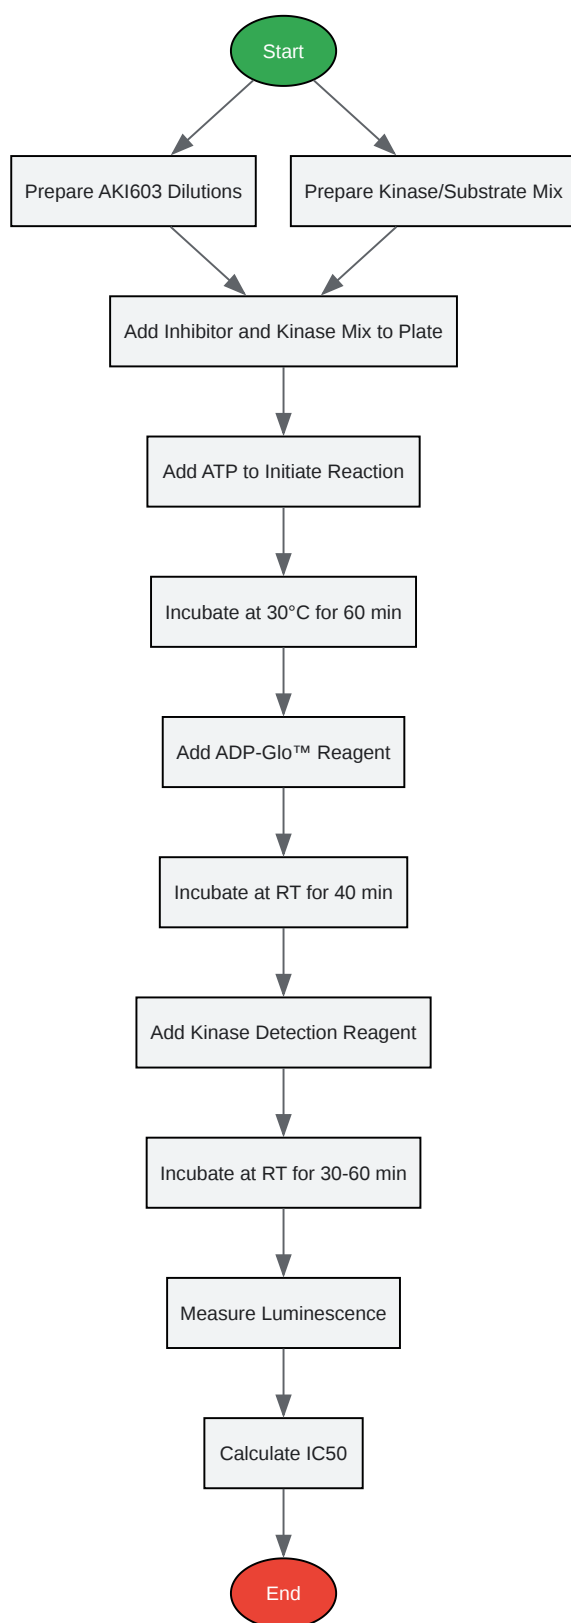 Start
Prepare AKI603 Dilutions
Prepare Kinase/Substrate Mix
Add Inhibitor and Kinase Mix to Plate
Add ATP to Initiate Reaction
Incubate at 30°C for 60 min
Add ADP-Glo™ Reagent
Incubate at RT for 40 min
Add Kinase Detection Reagent
Incubate at RT for 30-60 min
Measure Luminescence
Calculate IC50
End